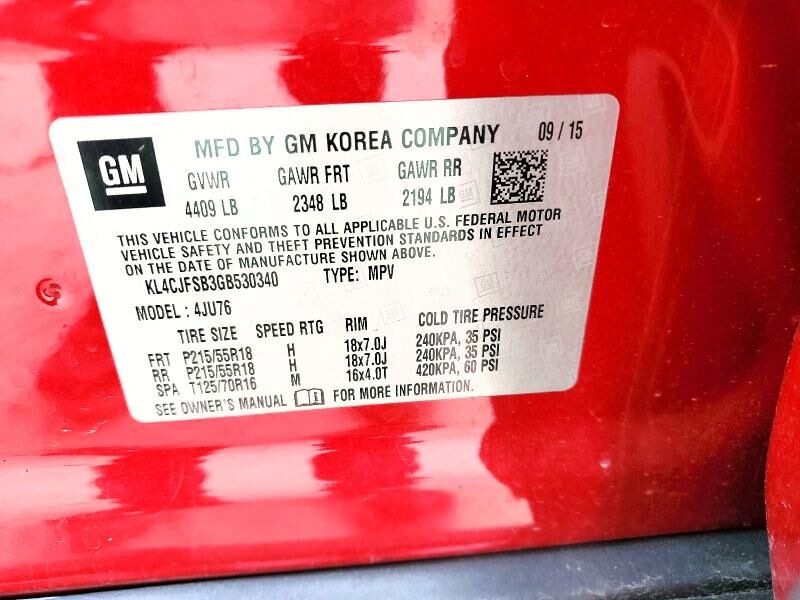 GM
MFD BY GM KOREA COMPANY 09 / 15
GVWR GAWR FRT GAWR RR
4409 LB 2348 LB 2194 LB
THIS VEHICLE CONFORMS TO ALL APPLICABLE U.S. FEDERAL MOTOR
VEHICLE SAFETY AND THEFT PREVENTION STANDARDS IN EFFECT
ON THE DATE OF MANUFACTURE SHOWN ABOVE.
KL4CJFSB3GB530340 TYPE: MPV
MODEL : 4JU76
TIRE SIZE SPEED RTG RIM COLD TIRE PRESSURE
FRT P215/55R18 H 18x7.0J 240KPA, 35 PSI
RR P215/55R18 H 18x7.0J 240KPA, 35 PSI
SPA T125/70R16 M 16x4.0T 420KPA, 60 PSI
SEE OWNER'S MANUAL FOR MORE INFORMATION.